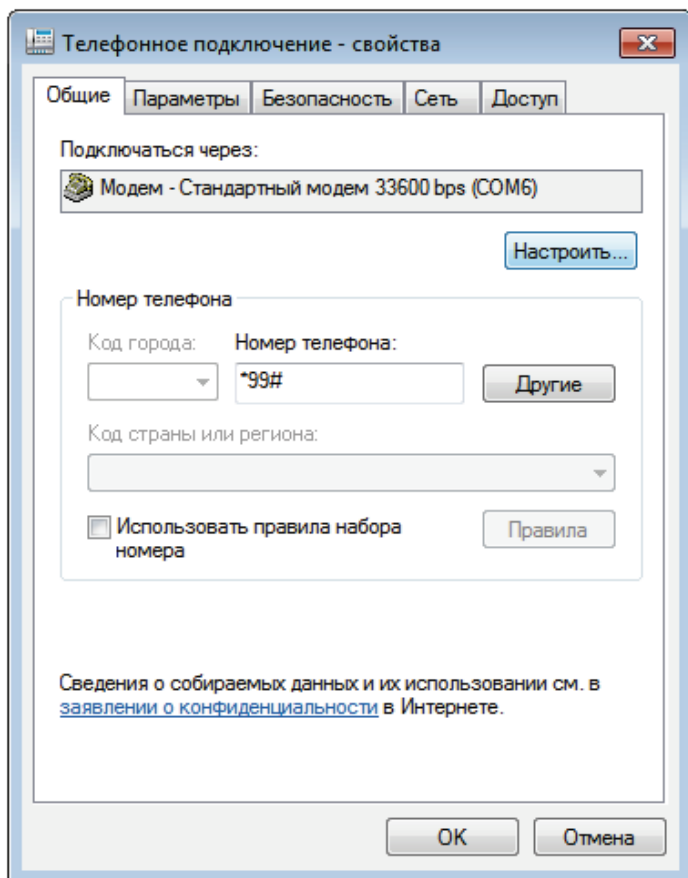 Телефонное подключение - свойства
Общие Параметры Безопасность Сеть Доступ
Подключаться через:
Модем - Стандартный модем 33600 bps (COM6)
Настроить...
Номер телефона
Код города: Номер телефона:
*99# Другие
Код страны или региона:
Использовать правила набора
номера
Правила
Сведения о собираемых данных и их использовании см. в
заявлении о конфиденциальности в Интернете.
OK Отмена